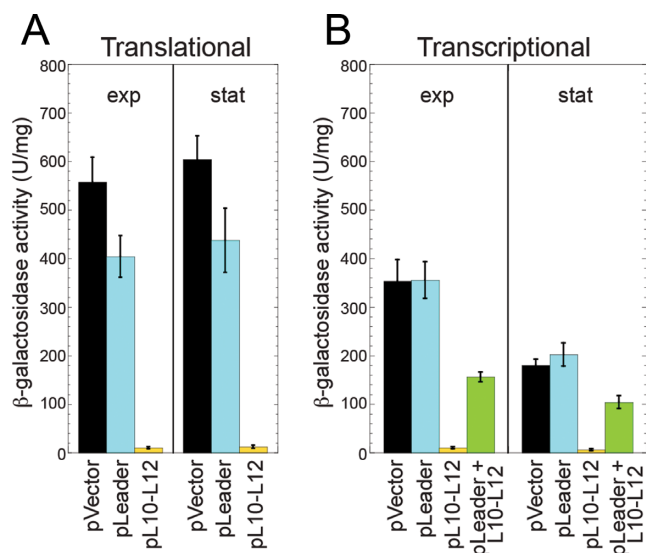 A
Translational
β-galactosidase activity (U/mg)
800
700
600
500
400
300
200
100
0
exp
stat
pVector
pLeader
pL10-L12
pVector
pLeader
pL10-L12
B
Transcriptional
β-galactosidase activity (U/mg)
800
700
600
500
400
300
200
100
0
exp
stat
pVector
pLeader
pL10-L12
pLeader +
L10-L12
pVector
pLeader
pL10-L12
pLeader +
L10-L12